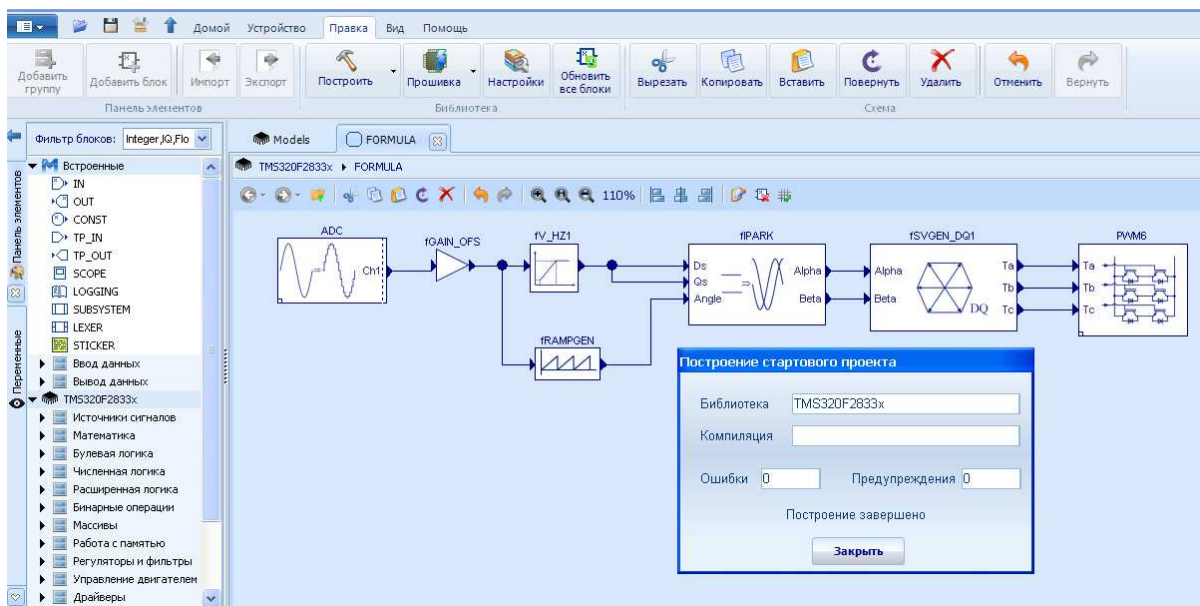 Домой Устройство Правка Вид Помощь
Добавить группу
Добавить блок
Импорт
Экспорт
Построить
Прошивка
Настройки
Обновить все блоки
Вырезать
Копировать
Вставить
Повернуть
Удалить
Отменить
Вернуть
Панель элементов
Библиотека
Схема
Фильтр блоков: Integer,IQ,Flo
Models
FORMULA
TMS320F2833x FORMULA
110%
Панель элементов
Переменные
Встроенные
IN
OUT
CONST
TP_IN
TP_OUT
SCOPE
LOGGING
SUBSYSTEM
LEXER
STICKER
Ввод данных
Вывод данных
TMS320F2833x
Источники сигналов
Математика
Булевая логика
Численная логика
Расширенная логика
Бинарные операции
Массивы
Работа с памятью
Регуляторы и фильтры
Управление двигателем
Драйверы
ADC
Ch1
fGAIN_OFS
fV_HZ1
fRAMPGEN
fIPARK
Ds
Qs
Angle
Alpha
Beta
fSVGEN_DQ1
Alpha
Beta
DQ
Ta
Tb
Tc
PWM6
Ta
Tb
Tc
Построение стартового проекта
Библиотека TMS320F2833x
Компиляция
Ошибки 0 Предупреждения 0
Построение завершено
Закрыть